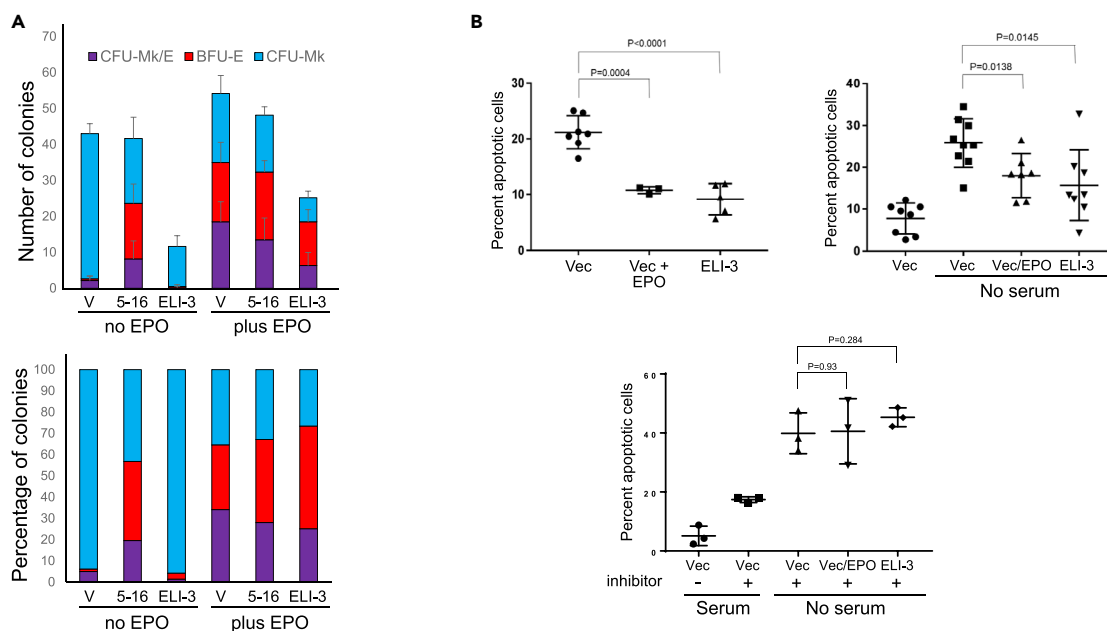 A
70
60
50
40
30
20
10
0
Number of colonies
CFU-Mk/E BFU-E CFU-Mk
V 5-16 ELI-3 V 5-16 ELI-3
no EPO plus EPO
100
90
80
70
60
50
40
30
20
10
0
Percentage of colonies
V 5-16 ELI-3 V 5-16 ELI-3
no EPO plus EPO
B
P<0.0001
P=0.0004
30
20
10
0
Percent apoptotic cells
Vec Vec + ELI-3
EPO
P=0.0145
P=0.0138
40
30
20
10
0
Percent apoptotic cells
Vec Vec Vec/EPO ELI-3
No serum
P=0.284
P=0.93
60
40
20
0
Percent apoptotic cells
Vec Vec Vec Vec/EPO ELI-3
inhibitor - + + + +
Serum No serum